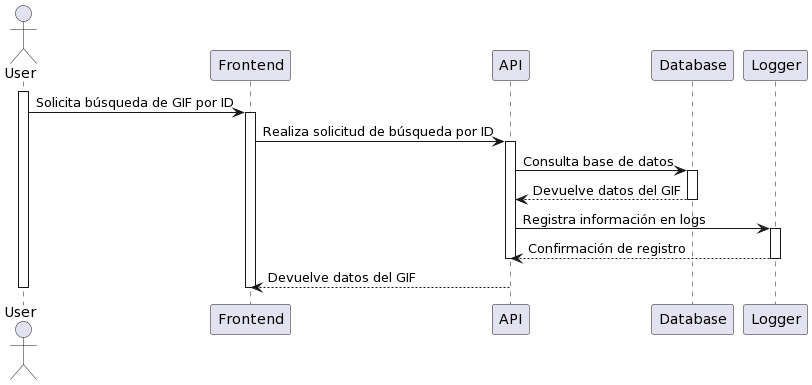 User
Frontend
API
Database
Logger
Solicita búsqueda de GIF por ID
Realiza solicitud de búsqueda por ID
Consulta base de datos
Devuelve datos del GIF
Registra información en logs
Confirmación de registro
Devuelve datos del GIF
User
Frontend
API
Database
Logger